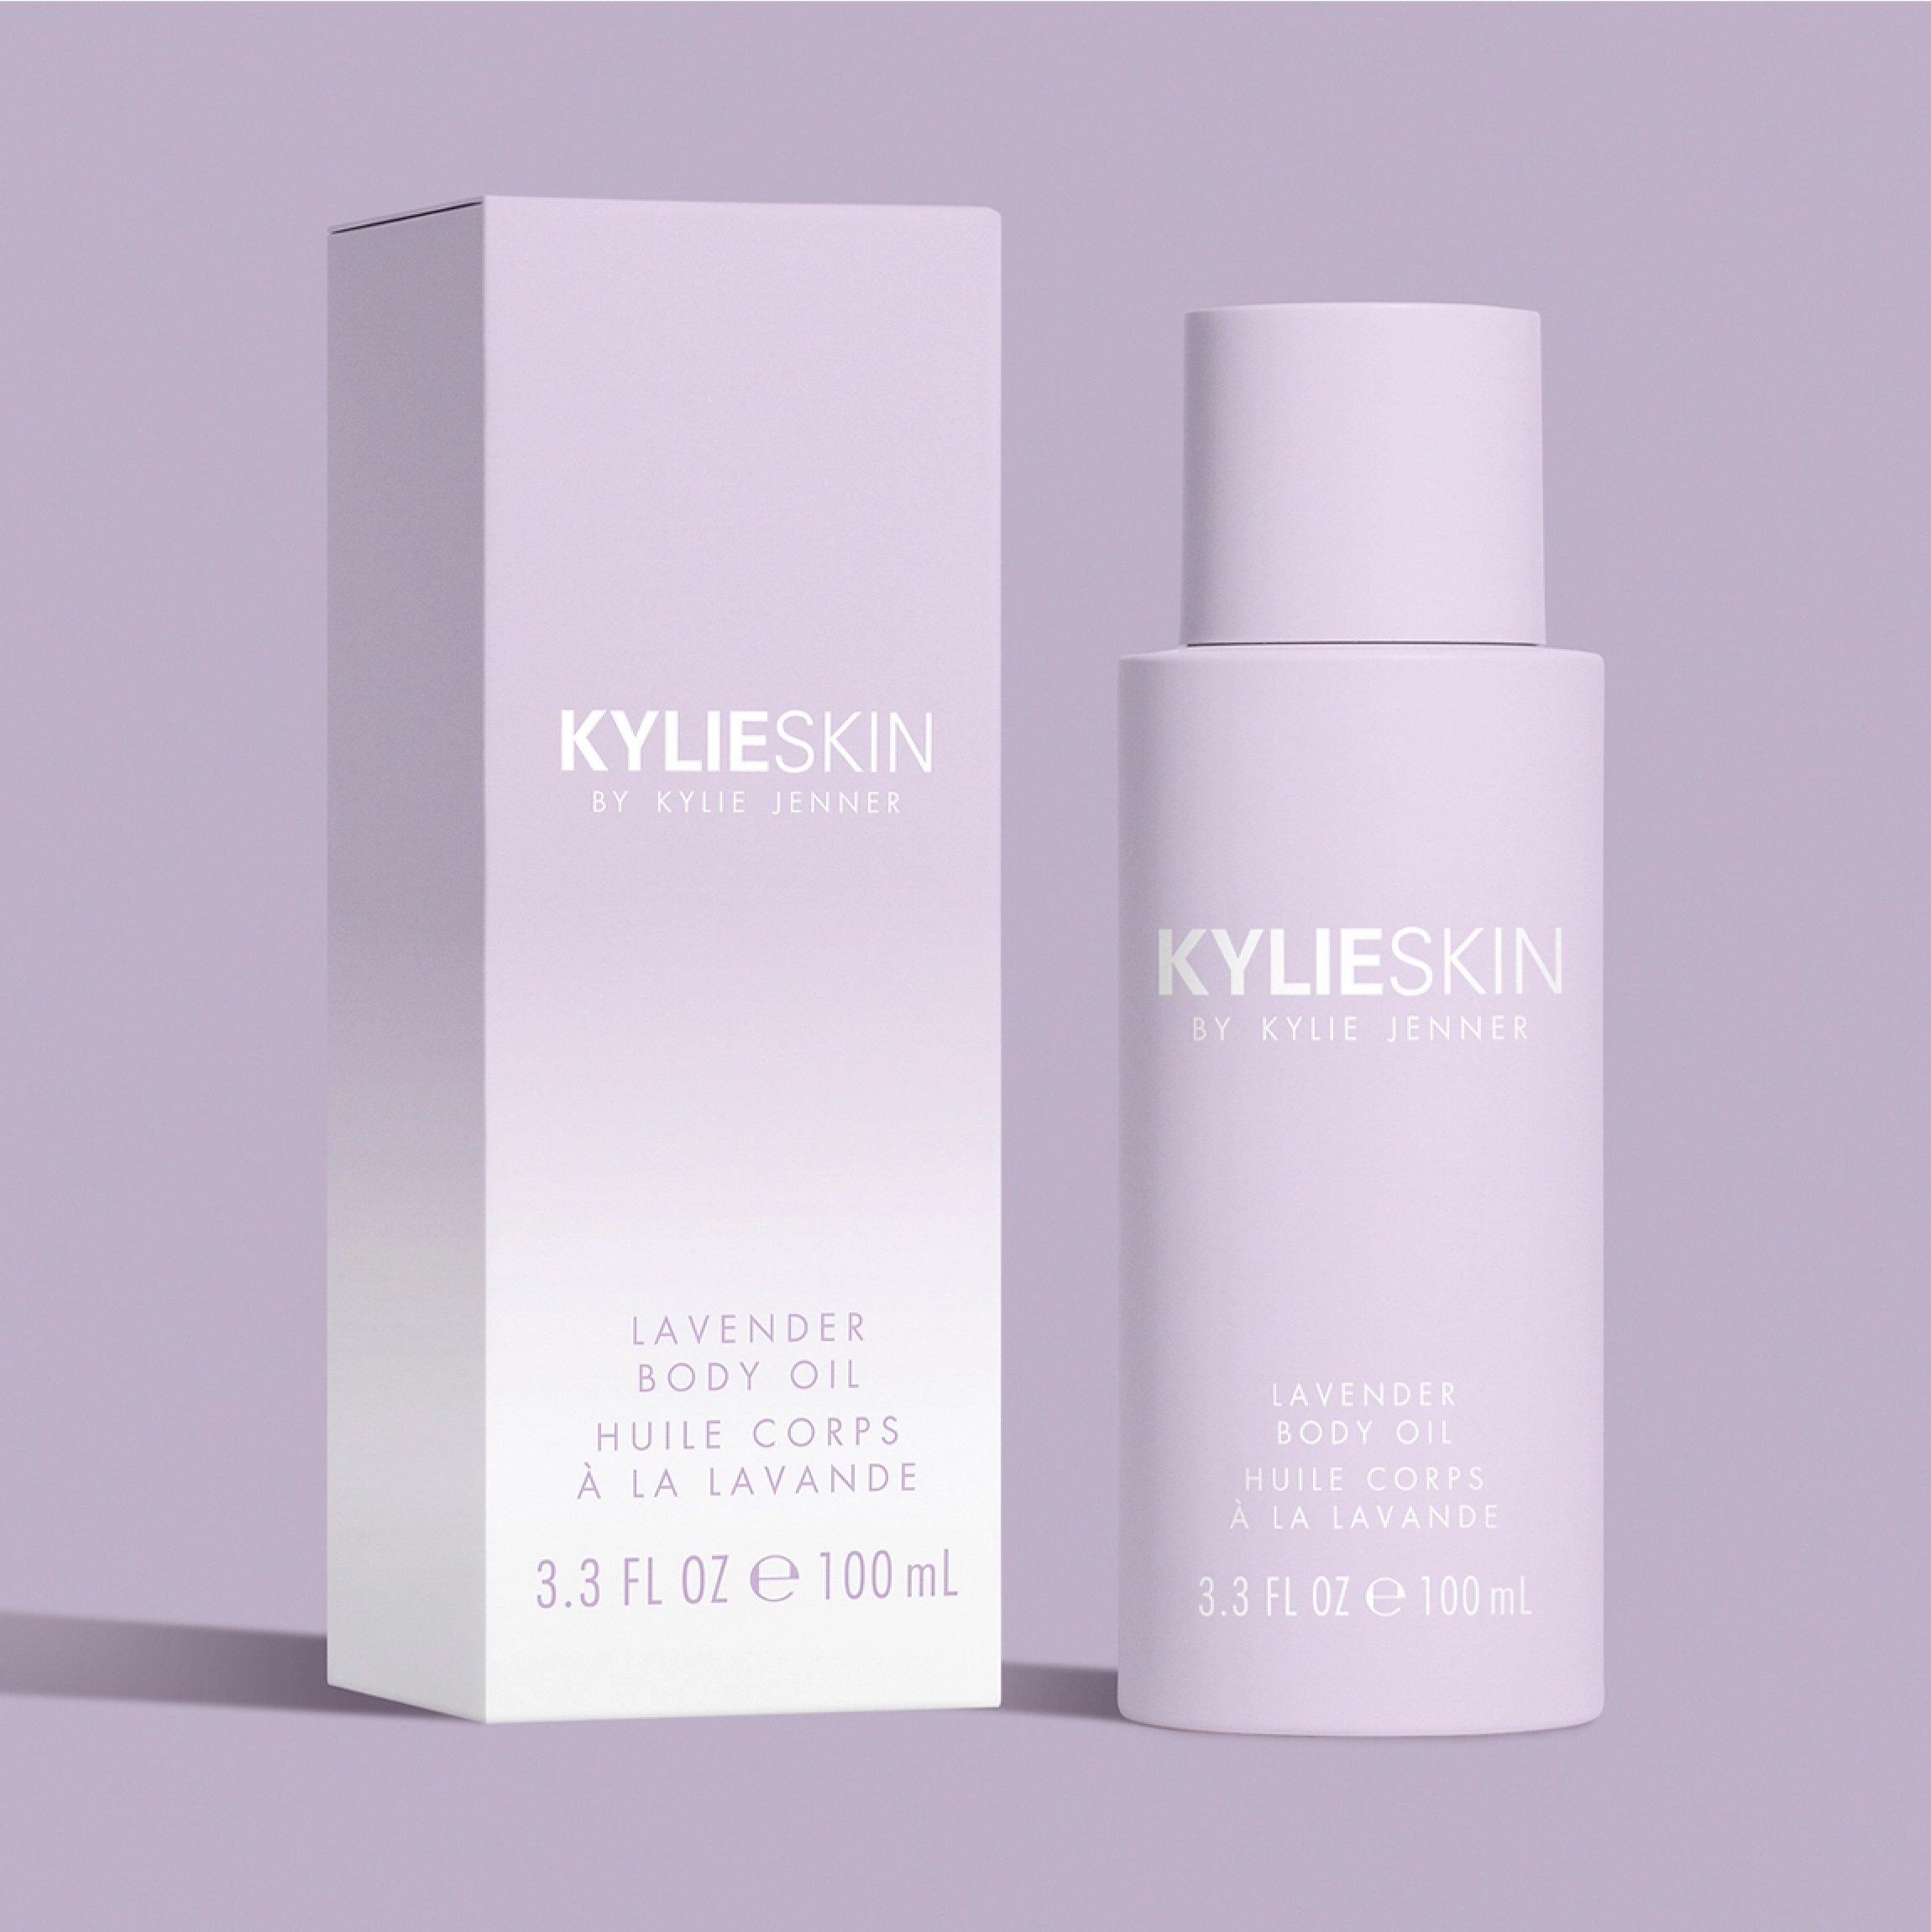 KYLIESKIN
BY KYLIE JENNER
LAVENDER
BODY OIL
HUILE CORPS
À LA LAVANDE
3.3 FL OZ ℮ 100 mL
KYLIESKIN
BY KYLIE JENNER
LAVENDER
BODY OIL
HUILE CORPS
À LA LAVANDE
3.3 FL OZ ℮ 100 mL